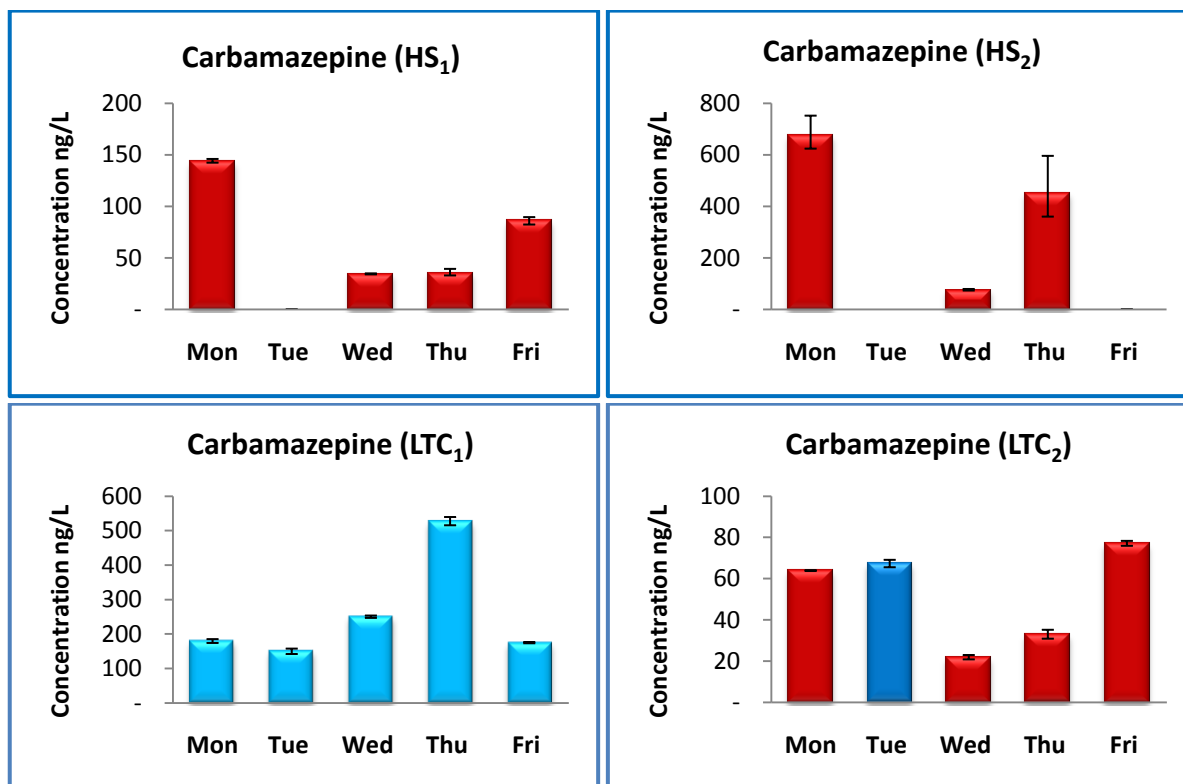 Carbamazepine (HS₁)
Concentration ng/L
200
150
100
50
-
Mon Tue Wed Thu Fri
Carbamazepine (HS₂)
Concentration ng/L
800
600
400
200
-
Mon Tue Wed Thu Fri
Carbamazepine (LTC₁)
Concentration ng/L
600
500
400
300
200
100
-
Mon Tue Wed Thu Fri
Carbamazepine (LTC₂)
Concentration ng/L
100
80
60
40
20
-
Mon Tue Wed Thu Fri